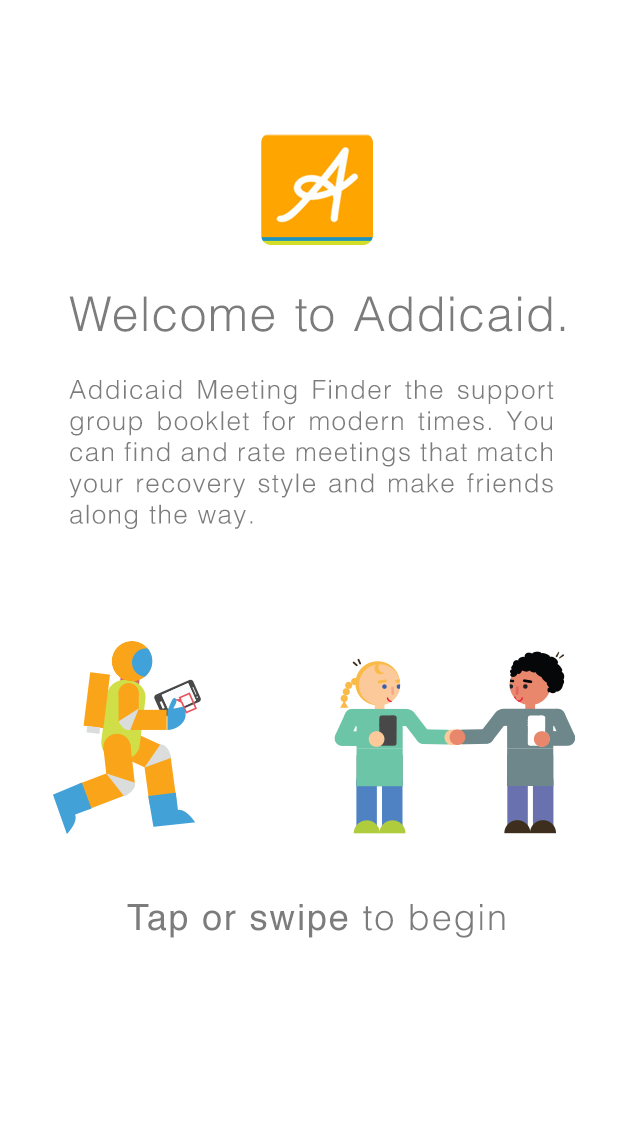 A
Welcome to Addicaid.
Addicaid Meeting Finder the support
group booklet for modern times. You
can find and rate meetings that match
your recovery style and make friends
along the way.
Tap or swipe to begin